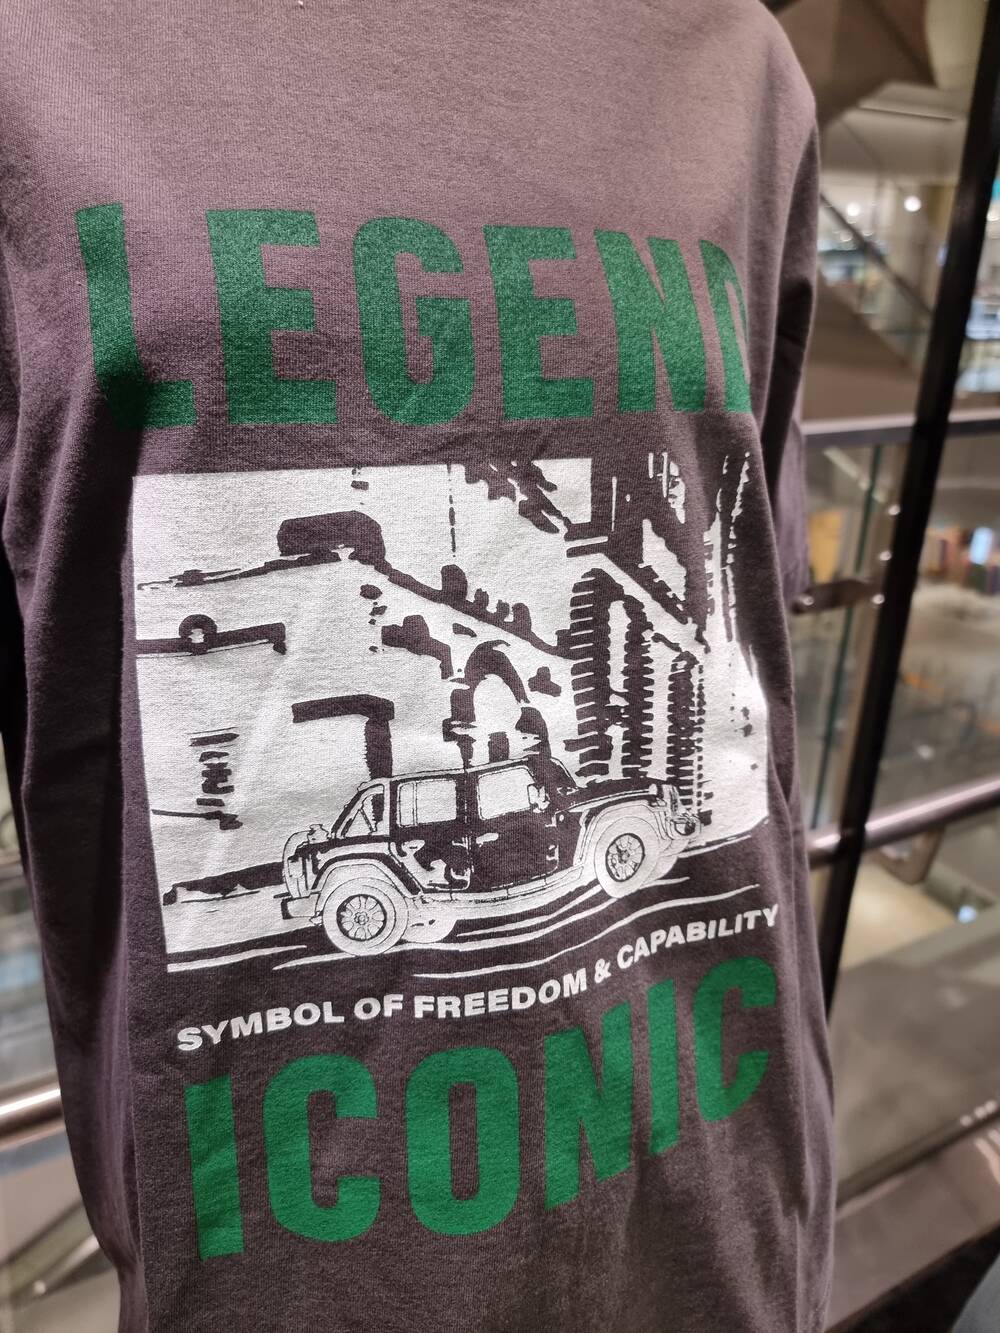 LEGEND
SYMBOL OF FREEDOM & CAPABILITY
ICONIC